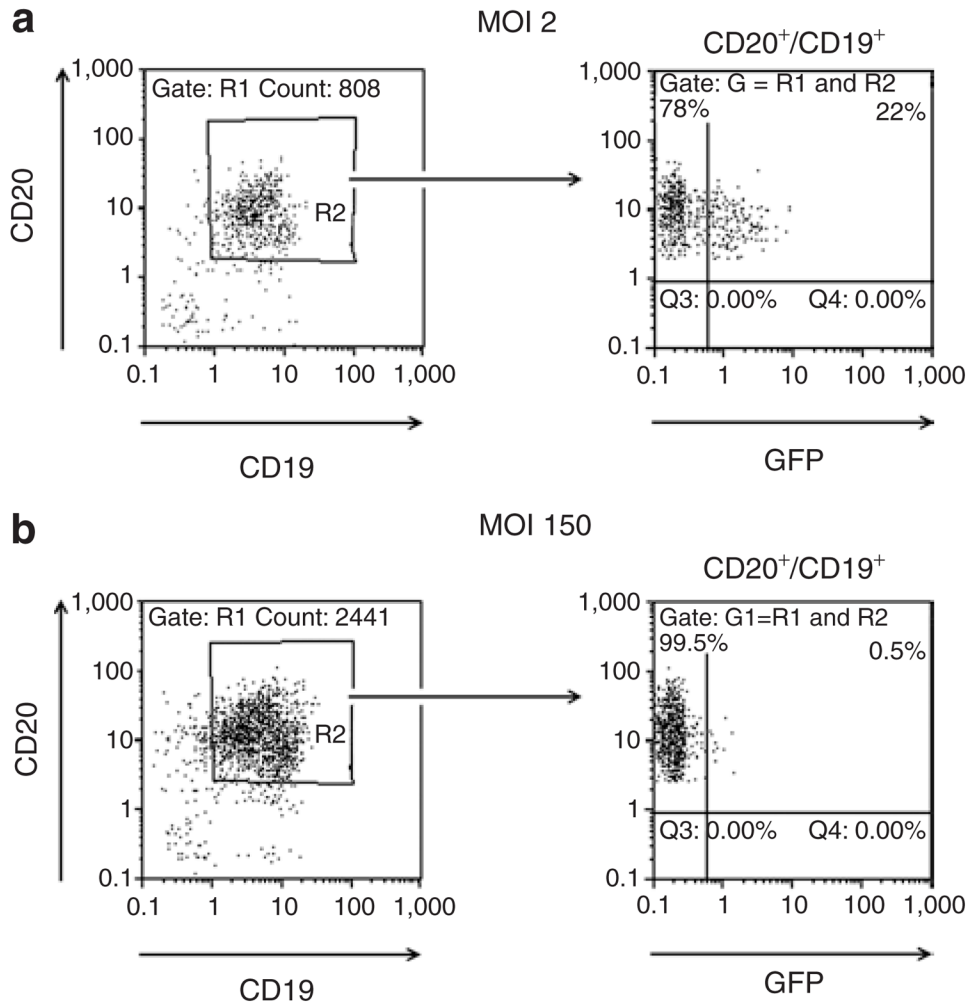 a
MOI 2
CD20+/CD19+
Gate: R1 Count: 808
1,000
100
10
1
0.1
CD20
R2
0.1 1 10 100 1,000
CD19
Gate: G = R1 and R2
78% 22%
1,000
100
10
1
0.1
Q3: 0.00% Q4: 0.00%
0.1 1 10 100 1,000
GFP
b
MOI 150
CD20+/CD19+
Gate: R1 Count: 2441
1,000
100
10
1
0.1
CD20
R2
0.1 1 10 100 1,000
CD19
Gate: G1=R1 and R2
99.5% 0.5%
1,000
100
10
1
0.1
Q3: 0.00% Q4: 0.00%
0.1 1 10 100 1,000
GFP